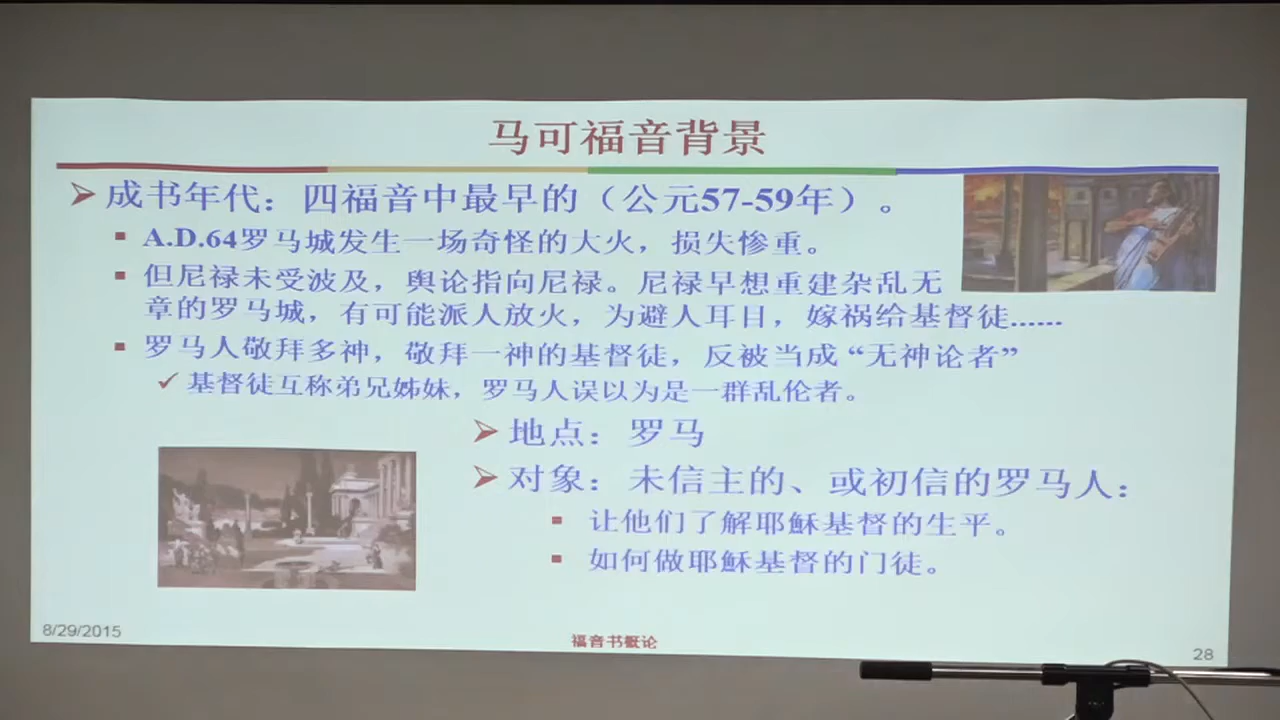 马可福音背景
成书年代：四福音中最早的（公元57-59年）。
A.D.64罗马城发生一场奇怪的大火，损失惨重。
但尼禄未受波及，舆论指向尼禄。尼禄早想重建杂乱无
章的罗马城，有可能派人放火，为避人耳目，嫁祸给基督徒......
罗马人敬拜多神，敬拜一神的基督徒，反被当成“无神论者”
基督徒互称弟兄姊妹，罗马人误以为是一群乱伦者。
地点：罗马
对象：未信主的、或初信的罗马人：
让他们了解耶稣基督的生平。
如何做耶稣基督的门徒。
8/29/2015
福音书概论
28